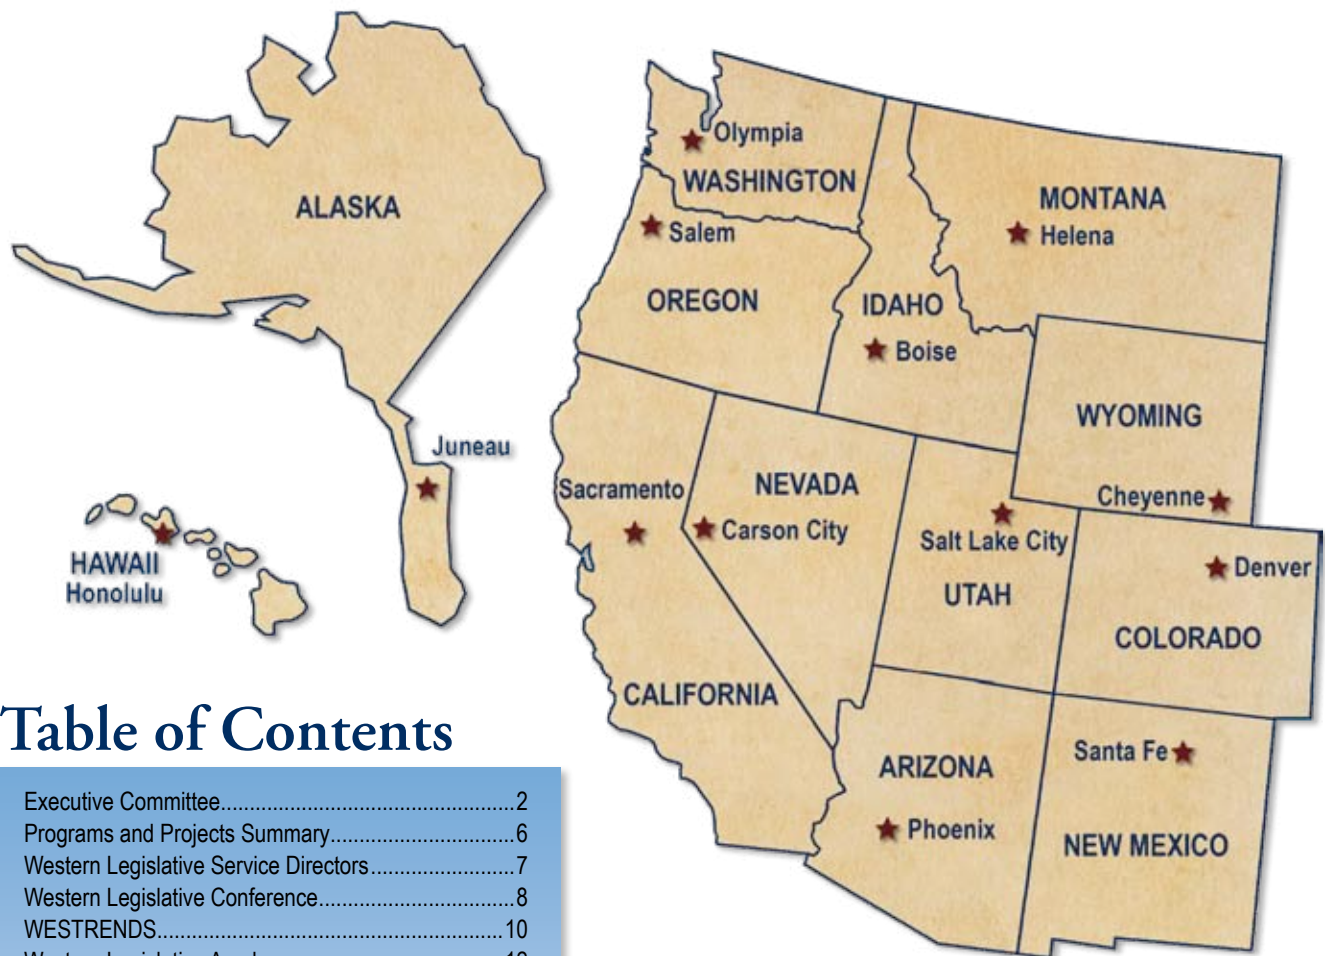 ALASKA
Juneau
HAWAII
Honolulu
Olympia
WASHINGTON
Salem
OREGON
MONTANA
Helena
IDAHO
Boise
WYOMING
Cheyenne
NEVADA
Carson City
Sacramento
CALIFORNIA
Salt Lake City
UTAH
Denver
COLORADO
ARIZONA
Phoenix
Santa Fe
NEW MEXICO
Table of Contents
Executive Committee..................................................2
Programs and Projects Summary................................6
Western Legislative Service Directors.........................7
Western Legislative Conference..................................8
WESTRENDS...........................................................10